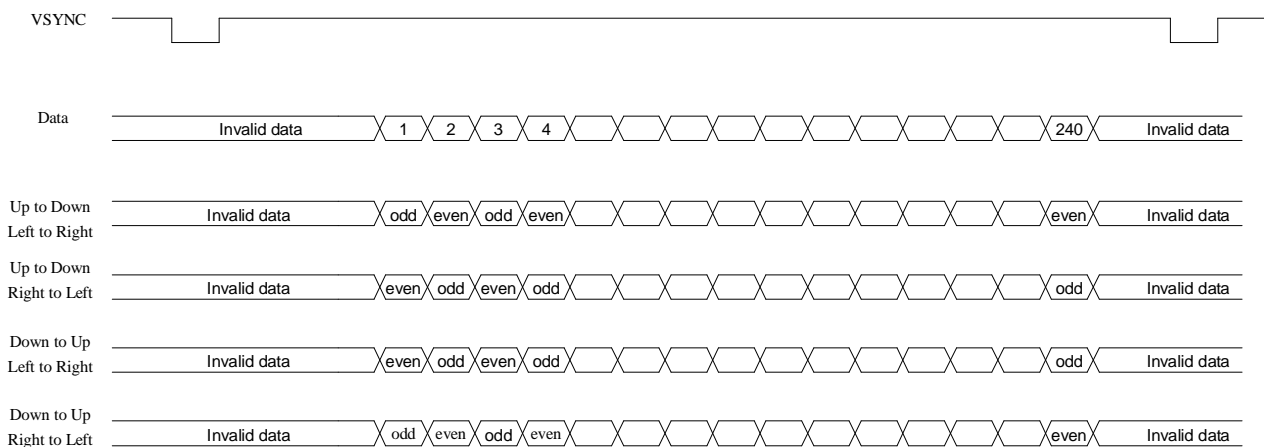 VSYNC
Data Invalid data 1 2 3 4 240 Invalid data
Up to Down
Left to Right Invalid data odd even odd even even Invalid data
Up to Down
Right to Left Invalid data even odd even odd odd Invalid data
Down to Up
Left to Right Invalid data even odd even odd odd Invalid data
Down to Up
Right to Left Invalid data odd even odd even even Invalid data